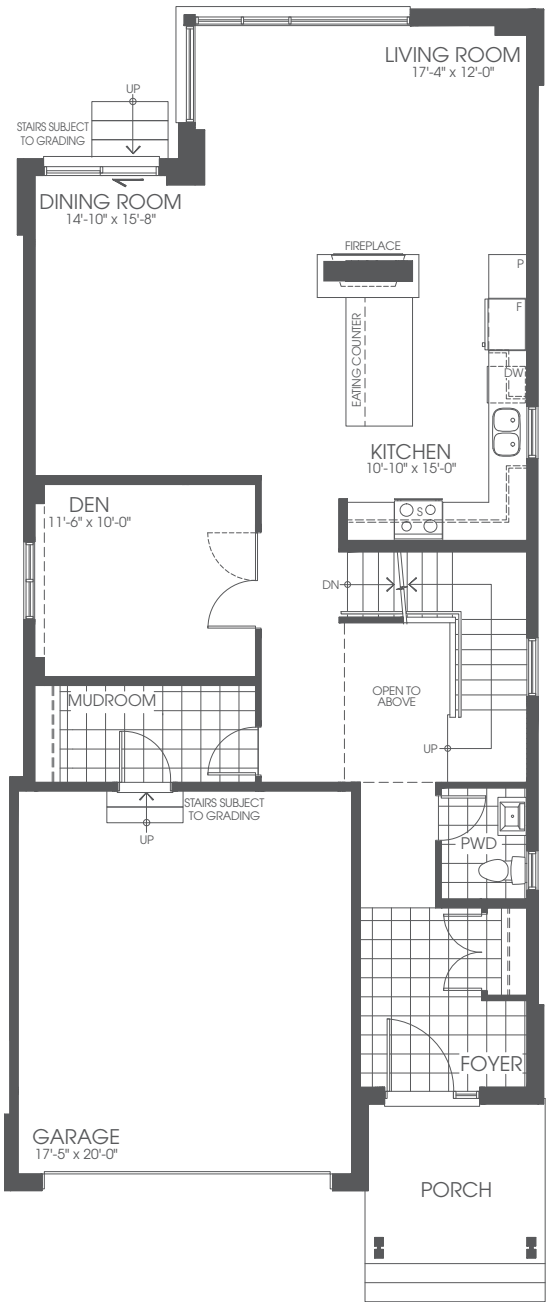 LIVING ROOM
17'-4" x 12'-0"
UP
STAIRS SUBJECT
TO GRADING
DINING ROOM
14'-10" x 15'-8"
FIREPLACE
P
F
EATING COUNTER
DW
KITCHEN
10'-10" x 15'-0"
S
DEN
11'-6" x 10'-0"
DN
MUDROOM
OPEN TO
ABOVE
UP
STAIRS SUBJECT
TO GRADING
UP
PWD
FOYER
GARAGE
17'-5" x 20'-0"
PORCH